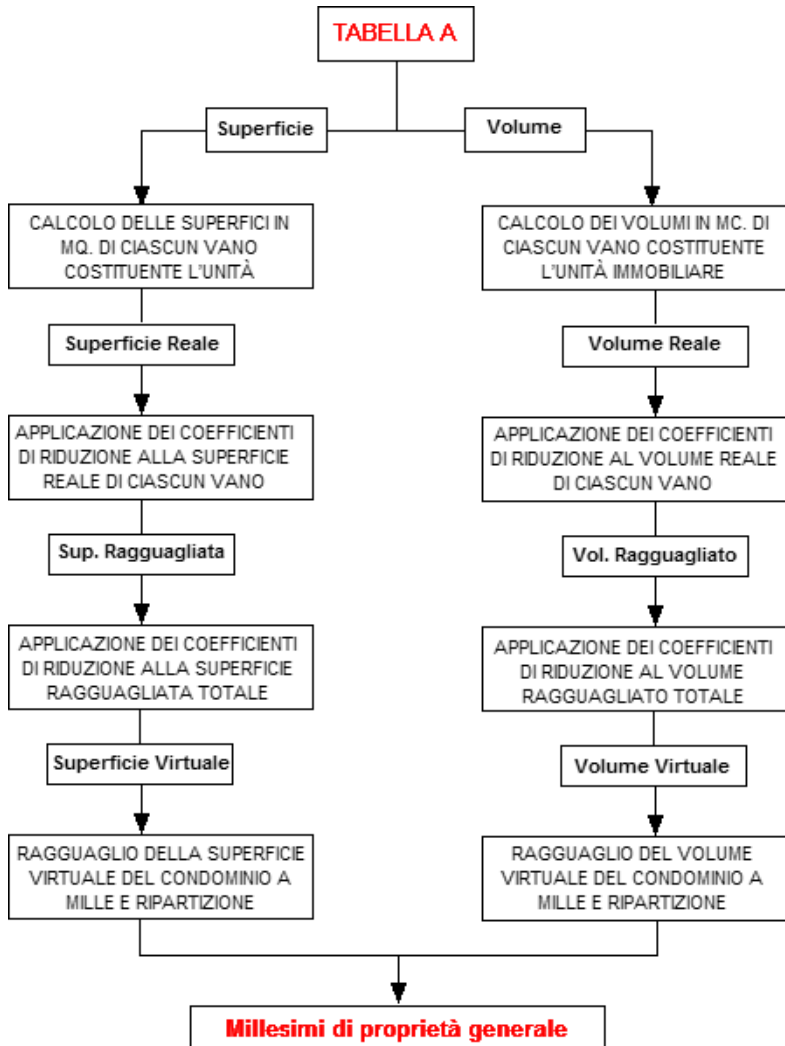 TABELLA A
Superficie
Volume
CALCOLO DELLE SUPERFICI IN
MQ. DI CIASCUN VANO
COSTITUENTE L'UNITÀ
CALCOLO DEI VOLUMI IN MC. DI
CIASCUN VANO COSTITUENTE
L'UNITÀ IMMOBILIARE
Superficie Reale
Volume Reale
APPLICAZIONE DEI COEFFICIENTI
DI RIDUZIONE ALLA SUPERFICIE
REALE DI CIASCUN VANO
APPLICAZIONE DEI COEFFICIENTI
DI RIDUZIONE AL VOLUME REALE
DI CIASCUN VANO
Sup. Ragguagliata
Vol. Ragguagliato
APPLICAZIONE DEI COEFFICIENTI
DI RIDUZIONE ALLA SUPERFICIE
RAGGUAGLIATA TOTALE
APPLICAZIONE DEI COEFFICIENTI
DI RIDUZIONE AL VOLUME
RAGGUAGLIATO TOTALE
Superficie Virtuale
Volume Virtuale
RAGGUAGLIO DELLA SUPERFICIE
VIRTUALE DEL CONDOMINIO A
MILLE E RIPARTIZIONE
RAGGUAGLIO DEL VOLUME
VIRTUALE DEL CONDOMINIO A
MILLE E RIPARTIZIONE
Millesimi di proprietà generale